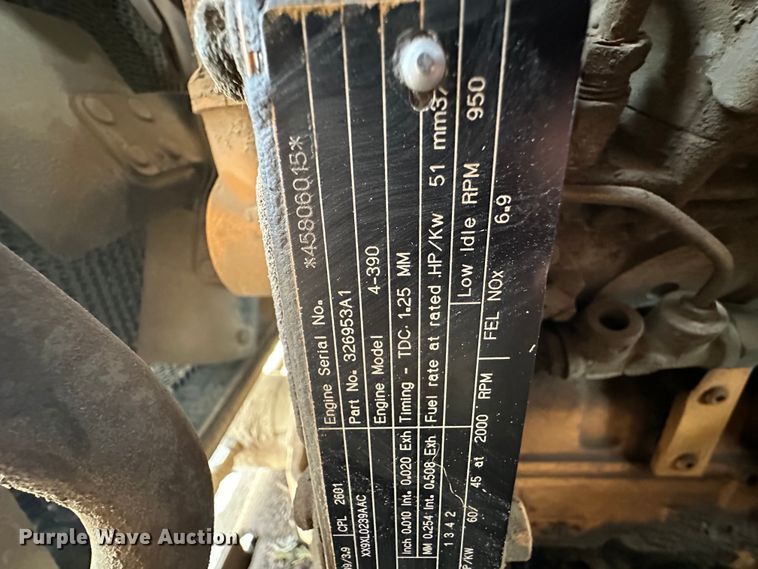 Engine Serial No. *45806015*
Part No. 326953A1
Engine Model 4-390
Timing - TDC. 1.25 MM
Fuel rate at rated HP/Kw 51 mm3/
Low Idle RPM 950
FEL NOx 6.9
CPL 2601
XX9XL0239AAC
Inch 0.010 Int. 0.020 Exh
MM 0.254 Int. 0.508 Exh
1 3 4 2
60/ 45 at 2000 RPM
Purple Wave Auction